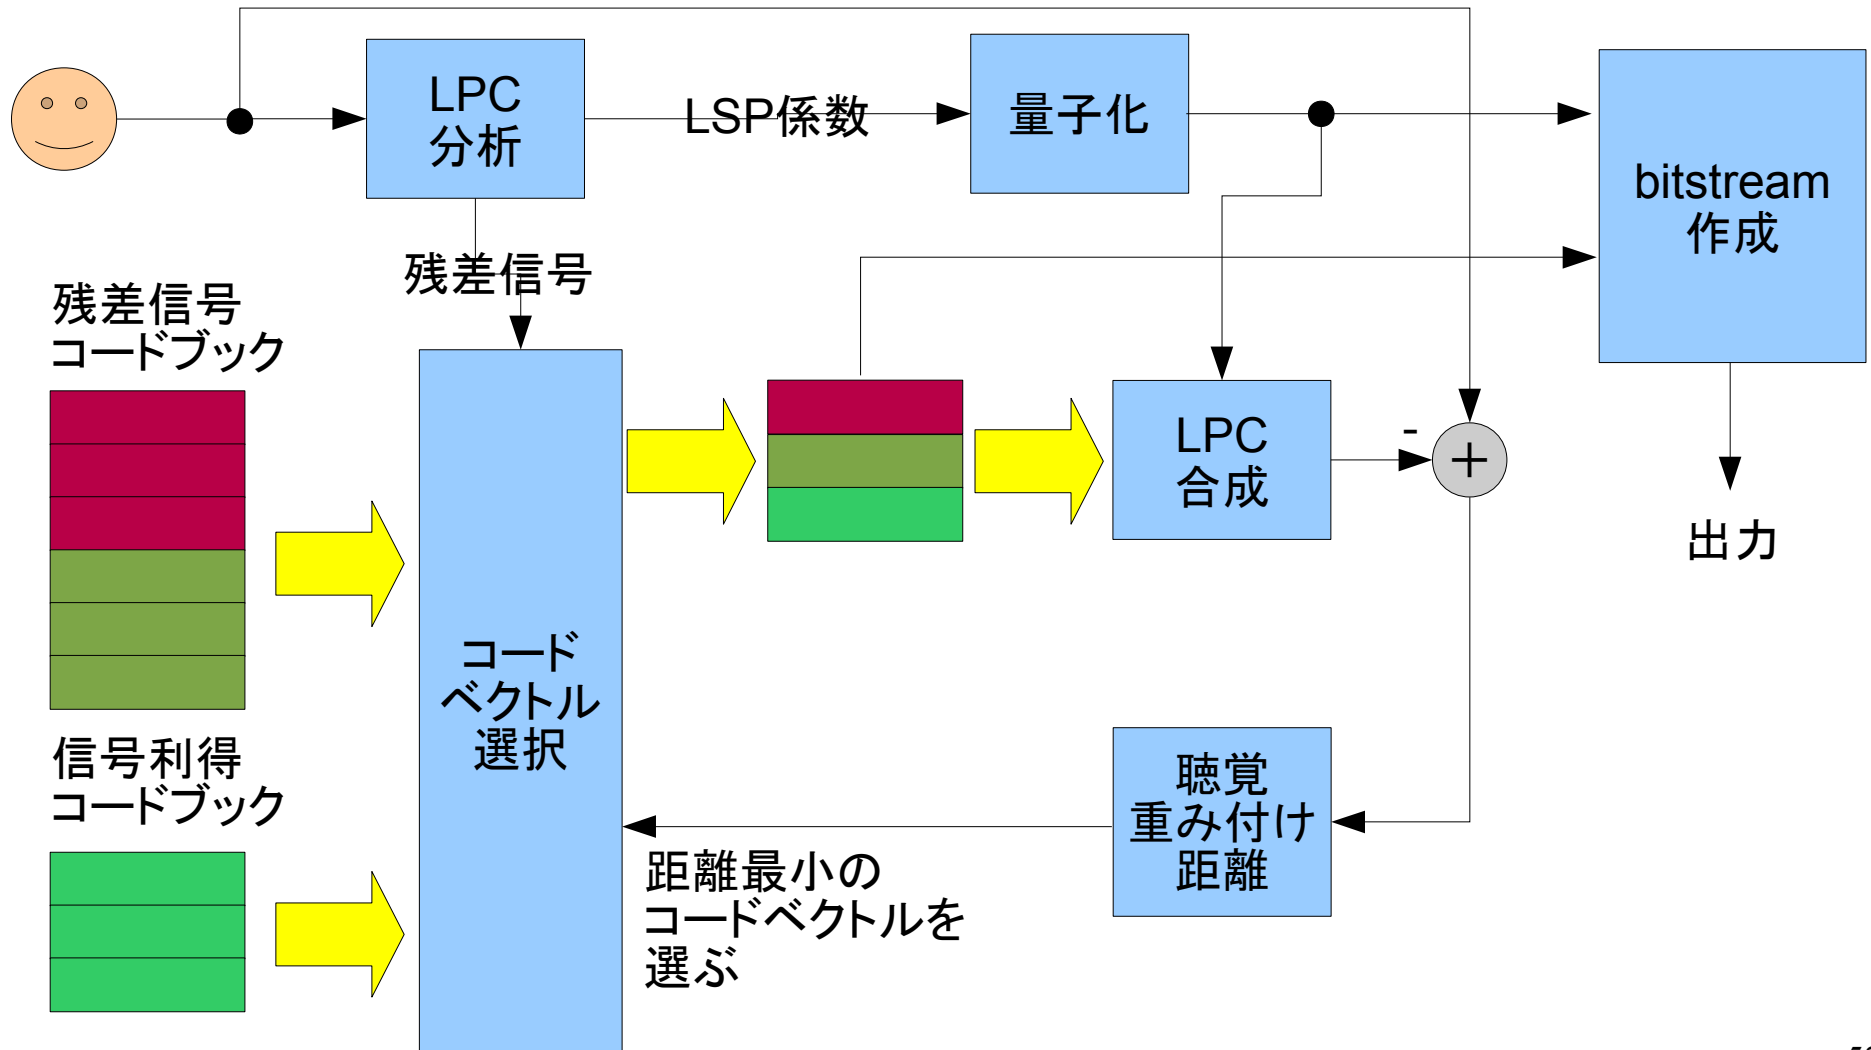 LPC
分析
LSP係数
量子化
bitstream
作成
残差信号
残差信号
コードブック
コード
ベクトル
選択
LPC
合成
-
+
出力
信号利得
コードブック
聴覚
重み付け
距離
距離最小の
コードベクトルを
選ぶ